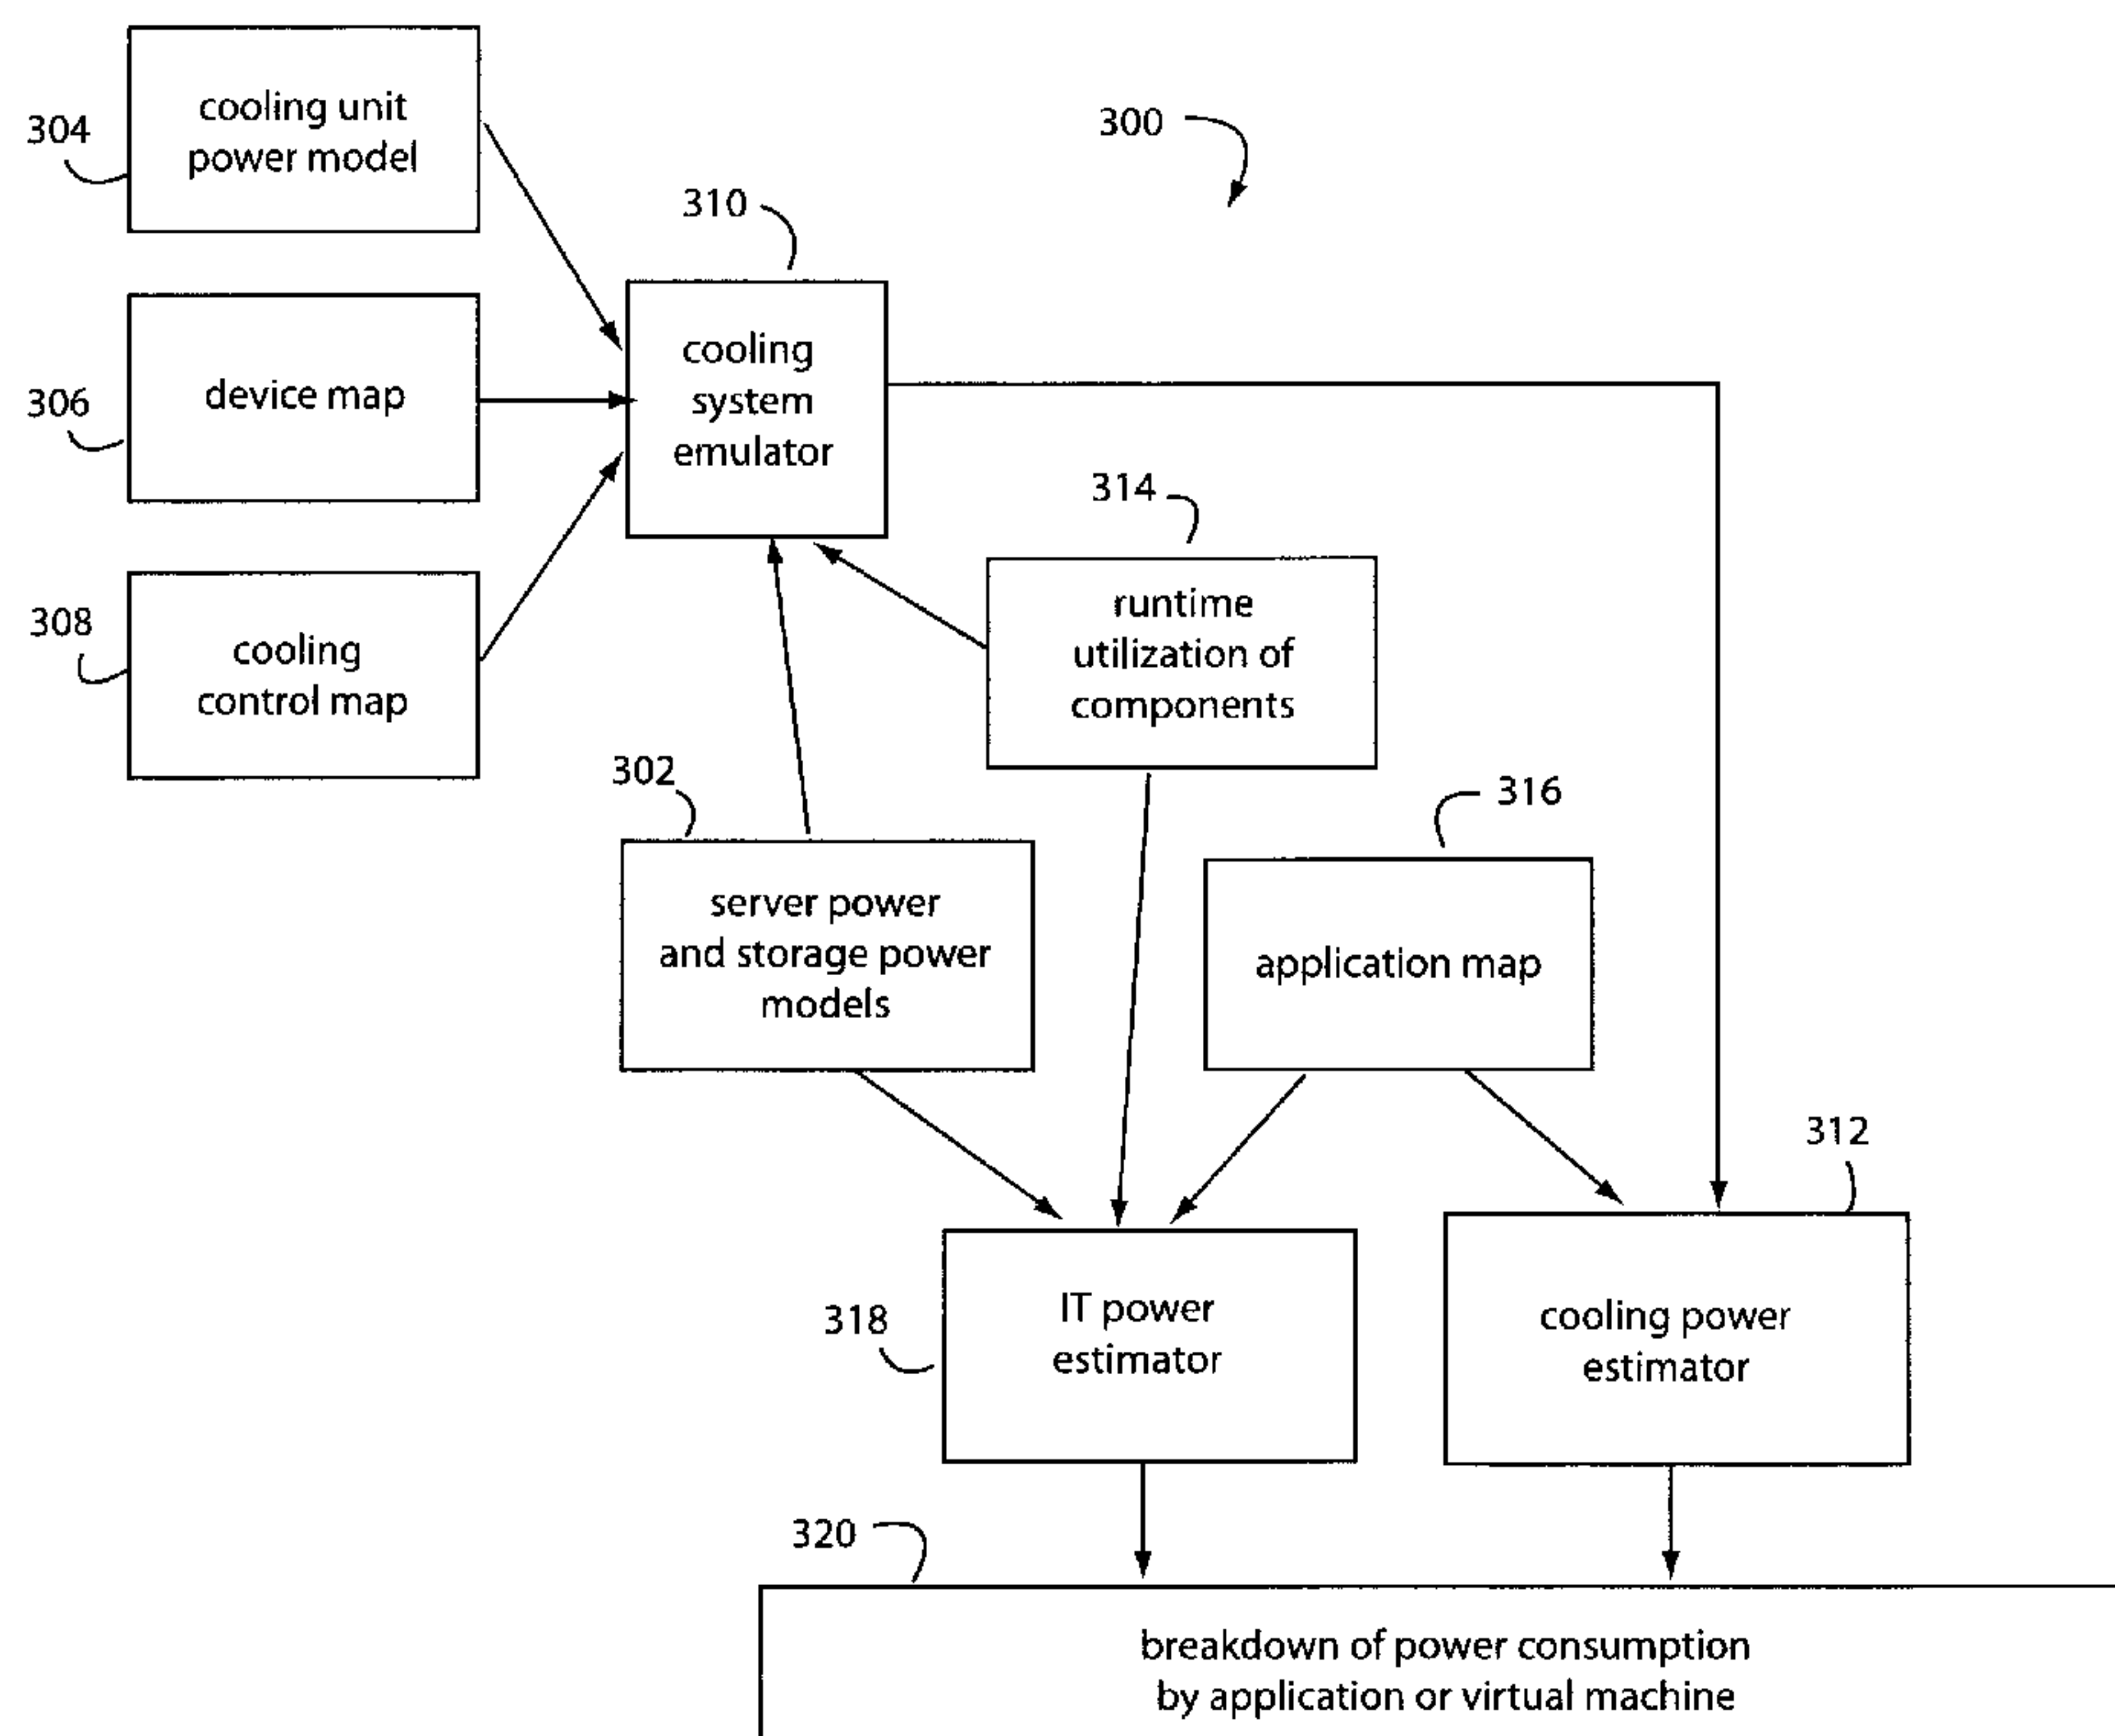 cooling unit
power model
304
300
310
device map
306
cooling
system
emulator
314
runtime
utilization of
components
308
cooling
control map
302
316
server power
and storage power
models
application map
312
318
IT power
estimator
cooling power
estimator
320
breakdown of power consumption
by application or virtual machine